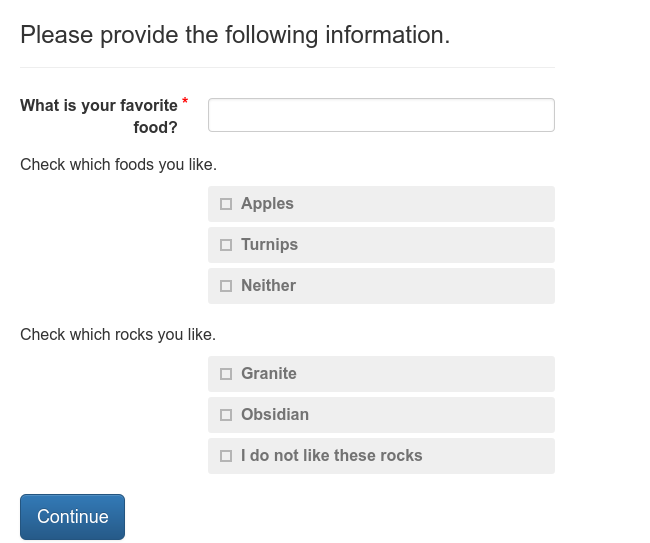 Please provide the following information.
What is your favorite *
food?
Check which foods you like.
Apples
Turnips
Neither
Check which rocks you like.
Granite
Obsidian
I do not like these rocks
Continue